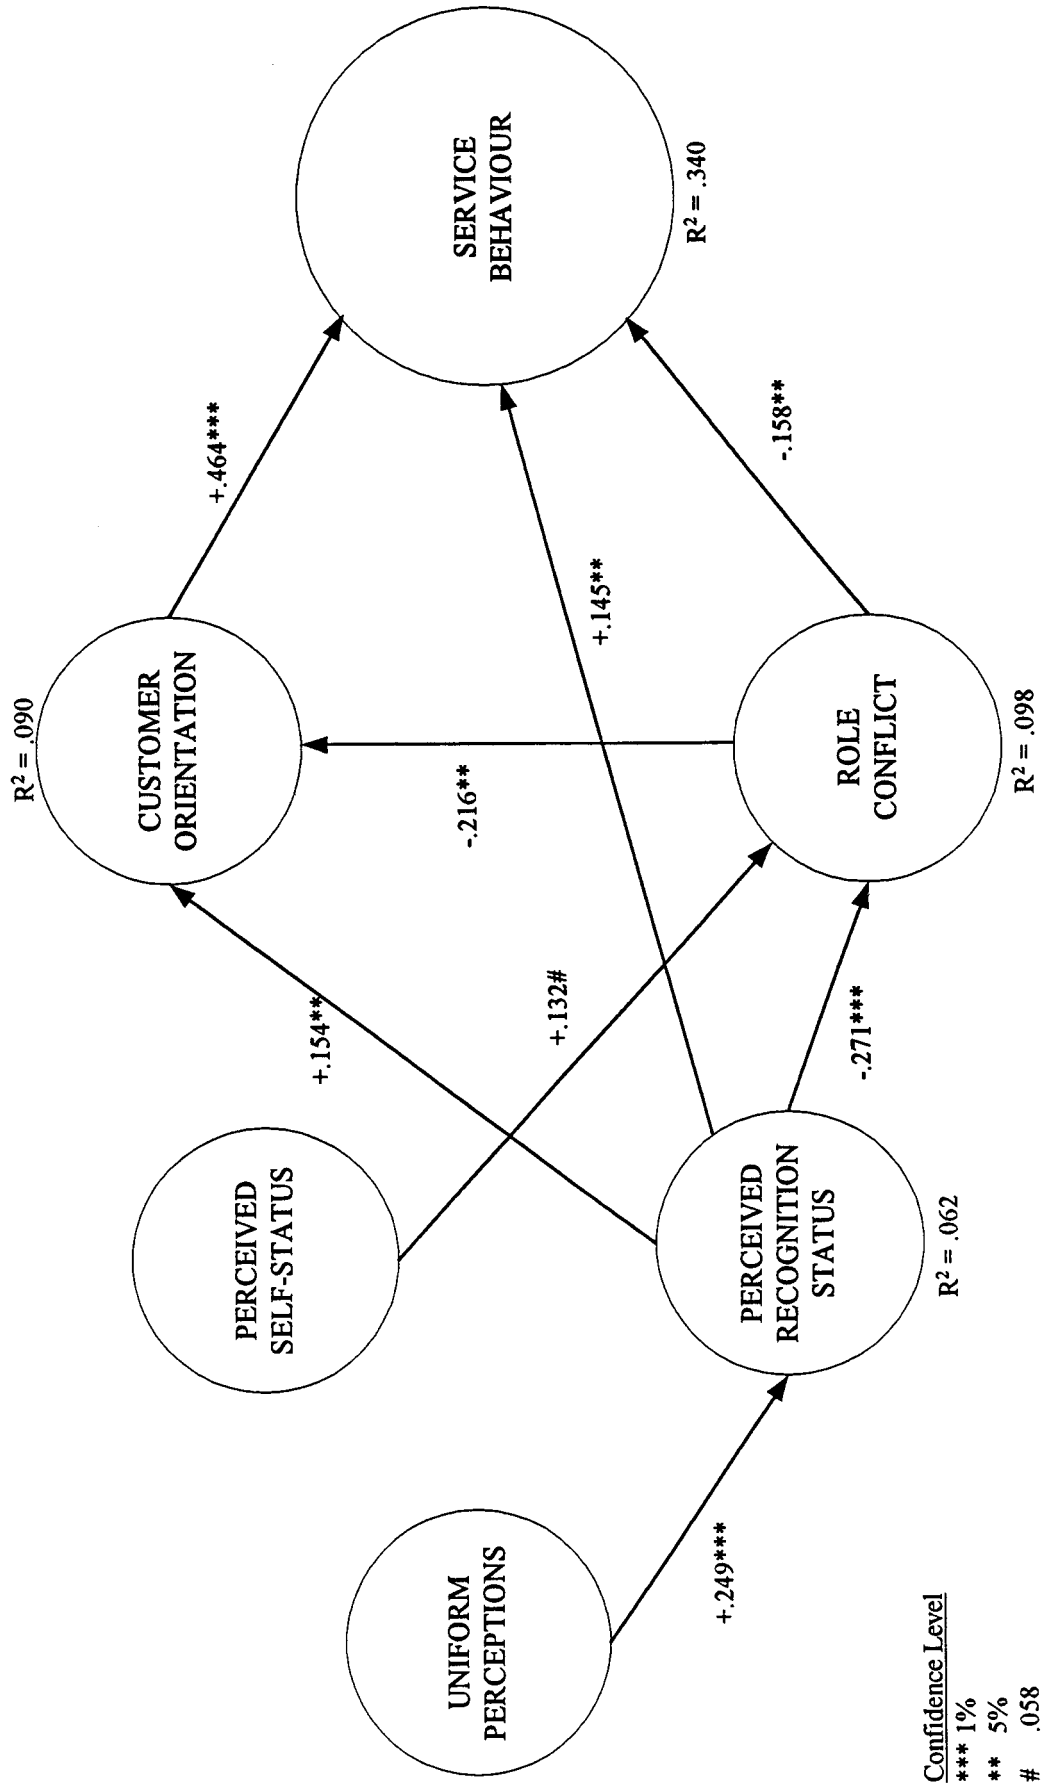 R² = .090
CUSTOMER
ORIENTATION
+.464***
SERVICE
BEHAVIOUR
R² = .340
PERCEIVED
SELF-STATUS
+.154**
-.216**
+.132#
+.145**
-.158**
UNIFORM
PERCEPTIONS
+.249***
PERCEIVED
RECOGNITION
STATUS
R² = .062
-.271***
ROLE
CONFLICT
R² = .098
Confidence Level
*** 1%
** 5%
# .058